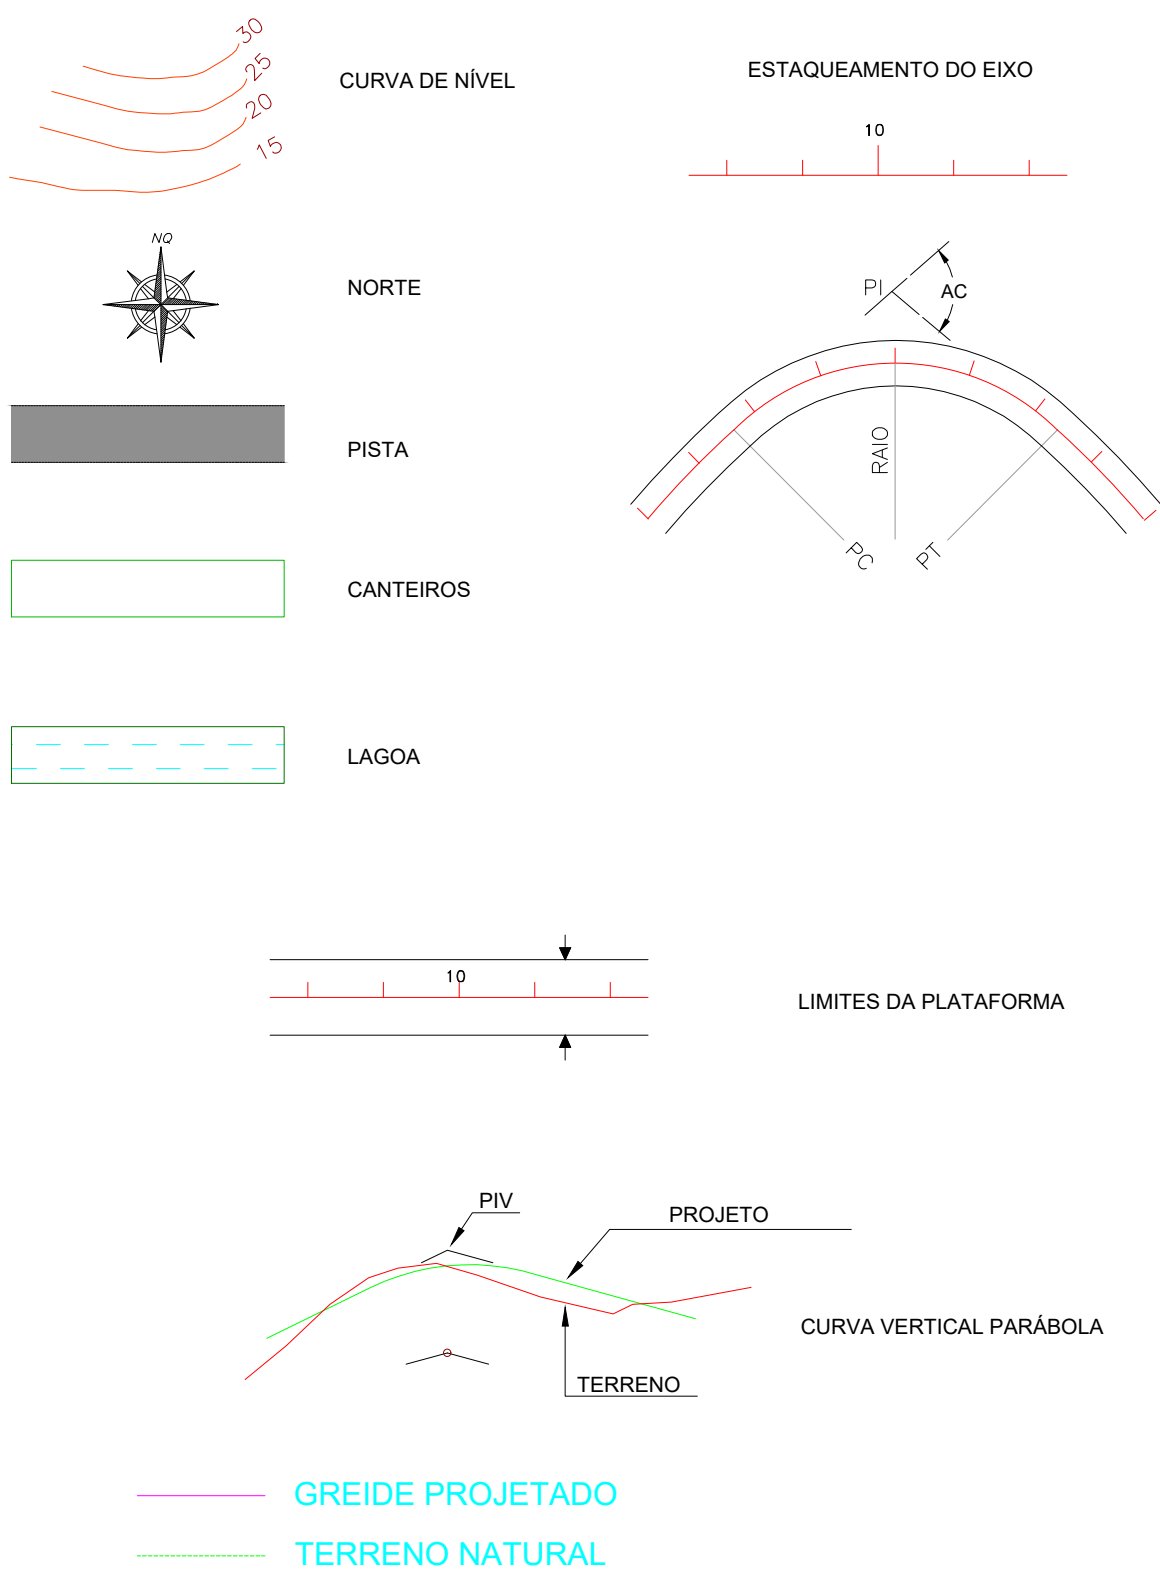 30
25
20
15
CURVA DE NÍVEL
ESTAQUEAMENTO DO EIXO
10
NQ
NORTE
PI
AC
RAIO
PC
PT
PISTA
CANTEIROS
LAGOA
10
LIMITES DA PLATAFORMA
PIV
PROJETO
CURVA VERTICAL PARÁBOLA
TERRENO
GREIDE PROJETADO
TERRENO NATURAL